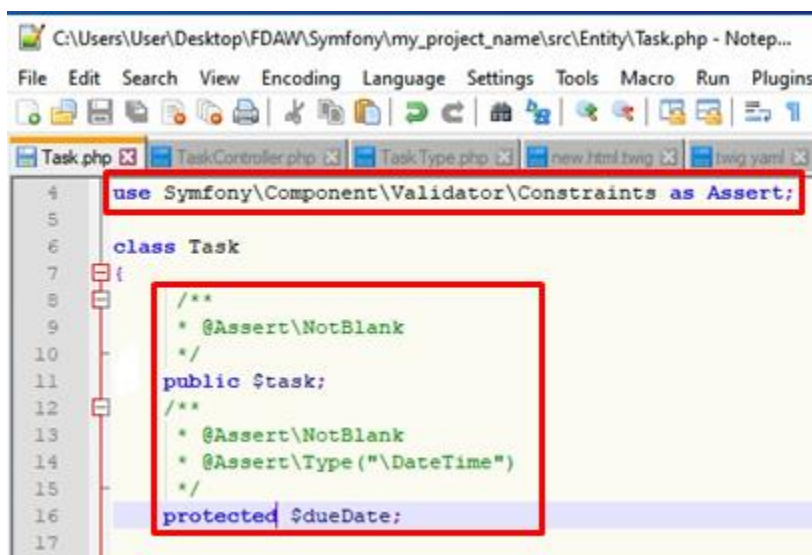 C:\Users\User\Desktop\FDAW\Symfony\my_project_name\src\Entity\Task.php - Notep...
File Edit Search View Encoding Language Settings Tools Macro Run Plugins
Task.php TaskController.php TaskType.php new.html.twig twig.yaml
4 use Symfony\Component\Validator\Constraints as Assert;
5
6 class Task
7 {
8 /**
9 * @Assert\NotBlank
10 */
11 public $task;
12 /**
13 * @Assert\NotBlank
14 * @Assert\Type("\DateTime")
15 */
16 protected $dueDate;
17